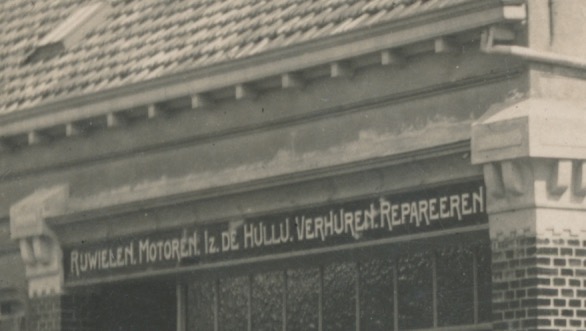 RIJWIELEN. MOTOREN. IZ. DE HULLU. VERHUREN. REPAREEREN